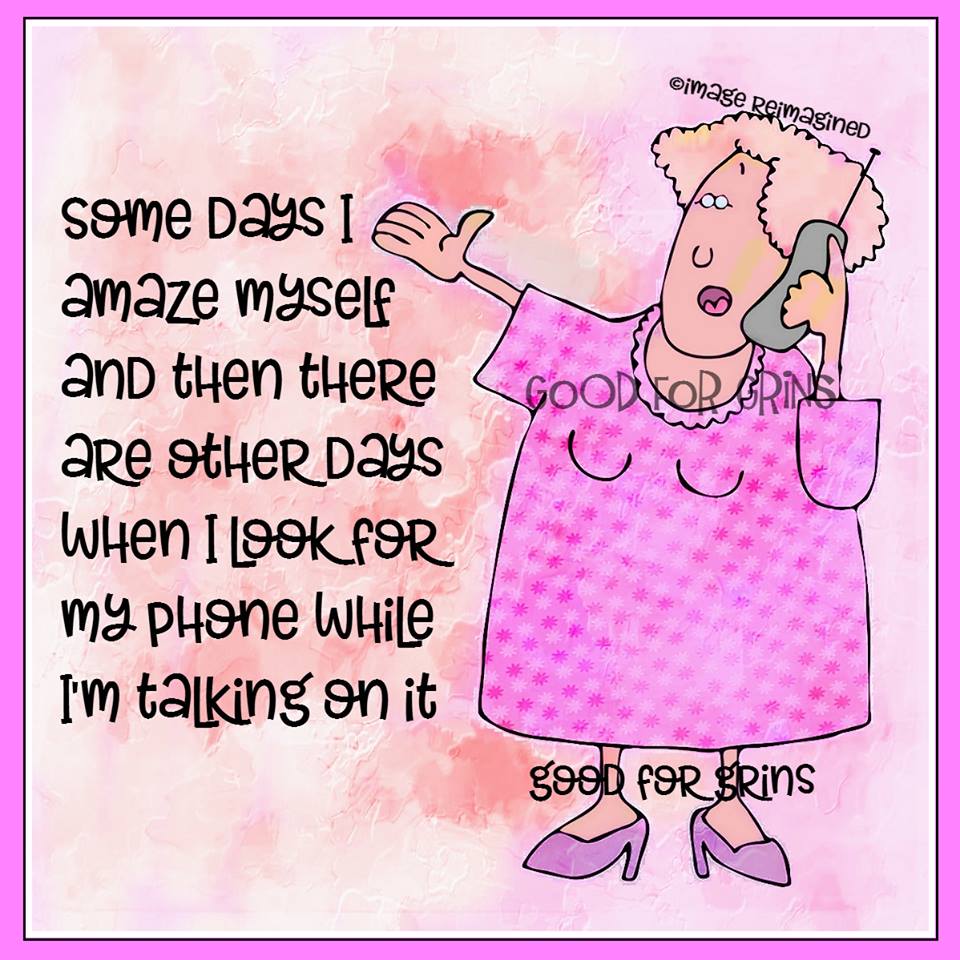 ©image Reimagined
some Days I
amaze myself
and then there
are other Days
when I look for
my phone while
I'm talking on it
GOOD FOR GRINS
good for grins